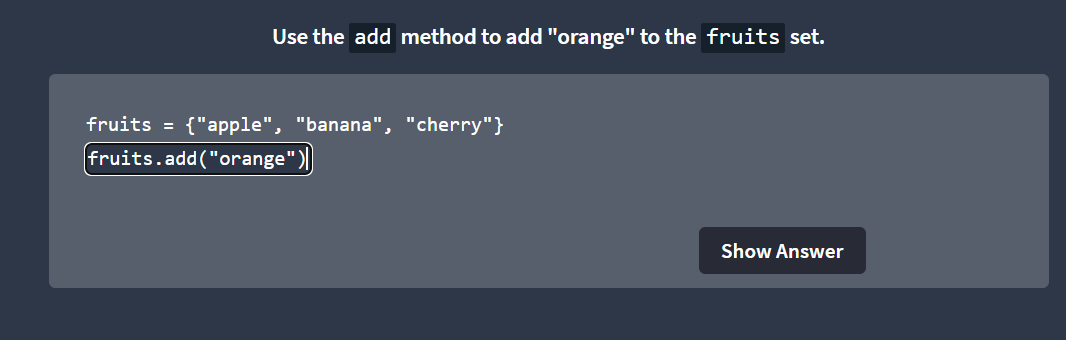 Use the add method to add "orange" to the fruits set.
fruits = {"apple", "banana", "cherry"}
fruits.add("orange")
Show Answer